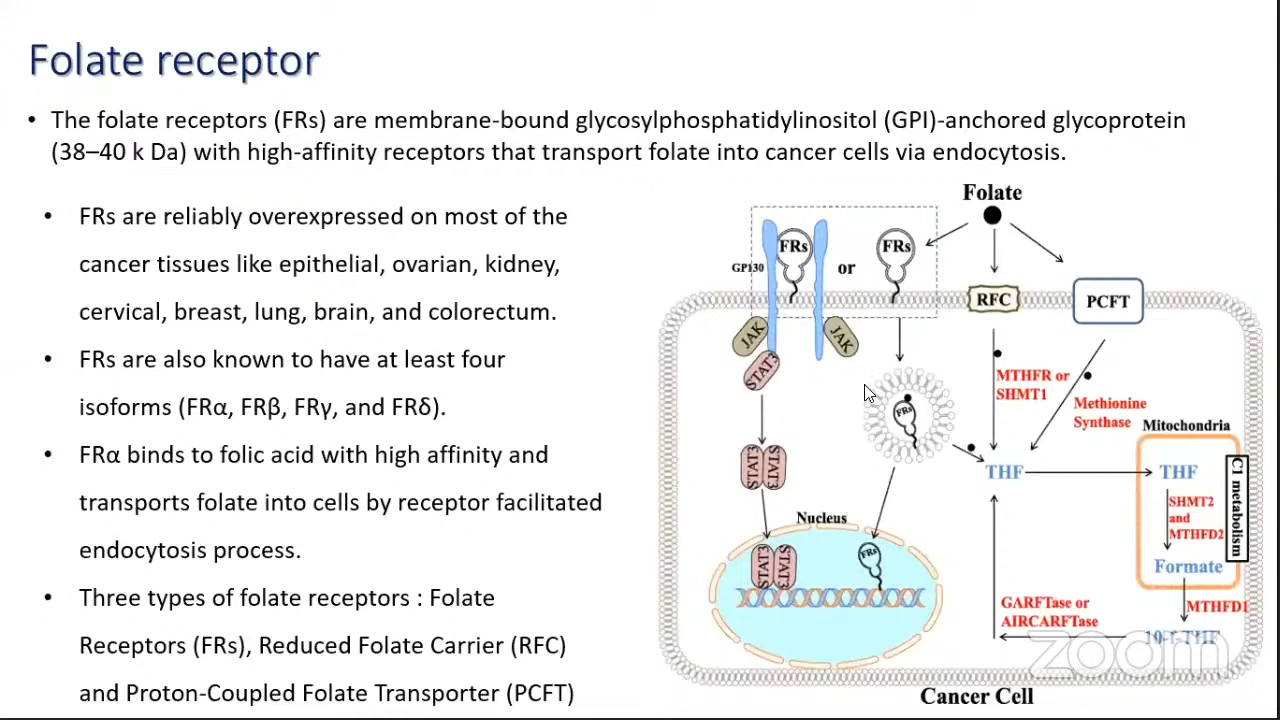 Folate receptor
• The folate receptors (FRs) are membrane-bound glycosylphosphatidylinositol (GPI)-anchored glycoprotein
(38–40 k Da) with high-affinity receptors that transport folate into cancer cells via endocytosis.
• FRs are reliably overexpressed on most of the
cancer tissues like epithelial, ovarian, kidney,
cervical, breast, lung, brain, and colorectum.
• FRs are also known to have at least four
isoforms (FRα, FRβ, FRγ, and FRδ).
• FRα binds to folic acid with high affinity and
transports folate into cells by receptor facilitated
endocytosis process.
• Three types of folate receptors : Folate
Receptors (FRs), Reduced Folate Carrier (RFC)
and Proton-Coupled Folate Transporter (PCFT)
Folate
FRs
FRs
GP130
or
RFC
PCFT
JAK
JAK
STAT3
MTHFR or
SHMT1
Methionine
Synthase
FRs
Mitochondria
STAT3
STAT3
THF
THF
C1 metabolism
SHMT2
and
MTHFD2
Nucleus
FRs
STAT3
STAT3
Formate
MTHFD1
GARFTase or
AIRCARFTase
zoom
Cancer Cell